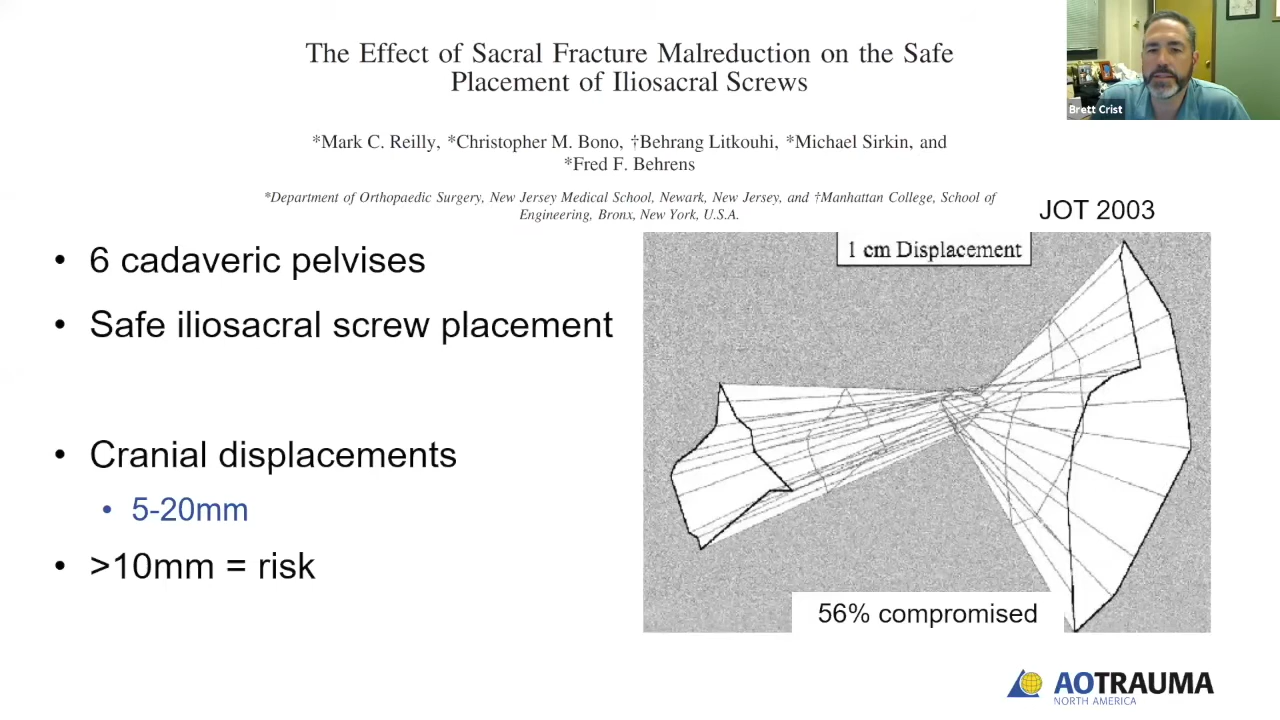 The Effect of Sacral Fracture Malreduction on the Safe
Placement of Iliosacral Screws
*Mark C. Reilly, *Christopher M. Bono, †Behrang Litkouhi, *Michael Sirkin, and
*Fred F. Behrens
*Department of Orthopaedic Surgery, New Jersey Medical School, Newark, New Jersey, and †Manhattan College, School of
Engineering, Bronx, New York, U.S.A.
JOT 2003
Brett Crist
• 6 cadaveric pelvises
• Safe iliosacral screw placement
• Cranial displacements
• 5-20mm
• >10mm = risk
1 cm Displacement
56% compromised
AOTRAUMA
NORTH AMERICA